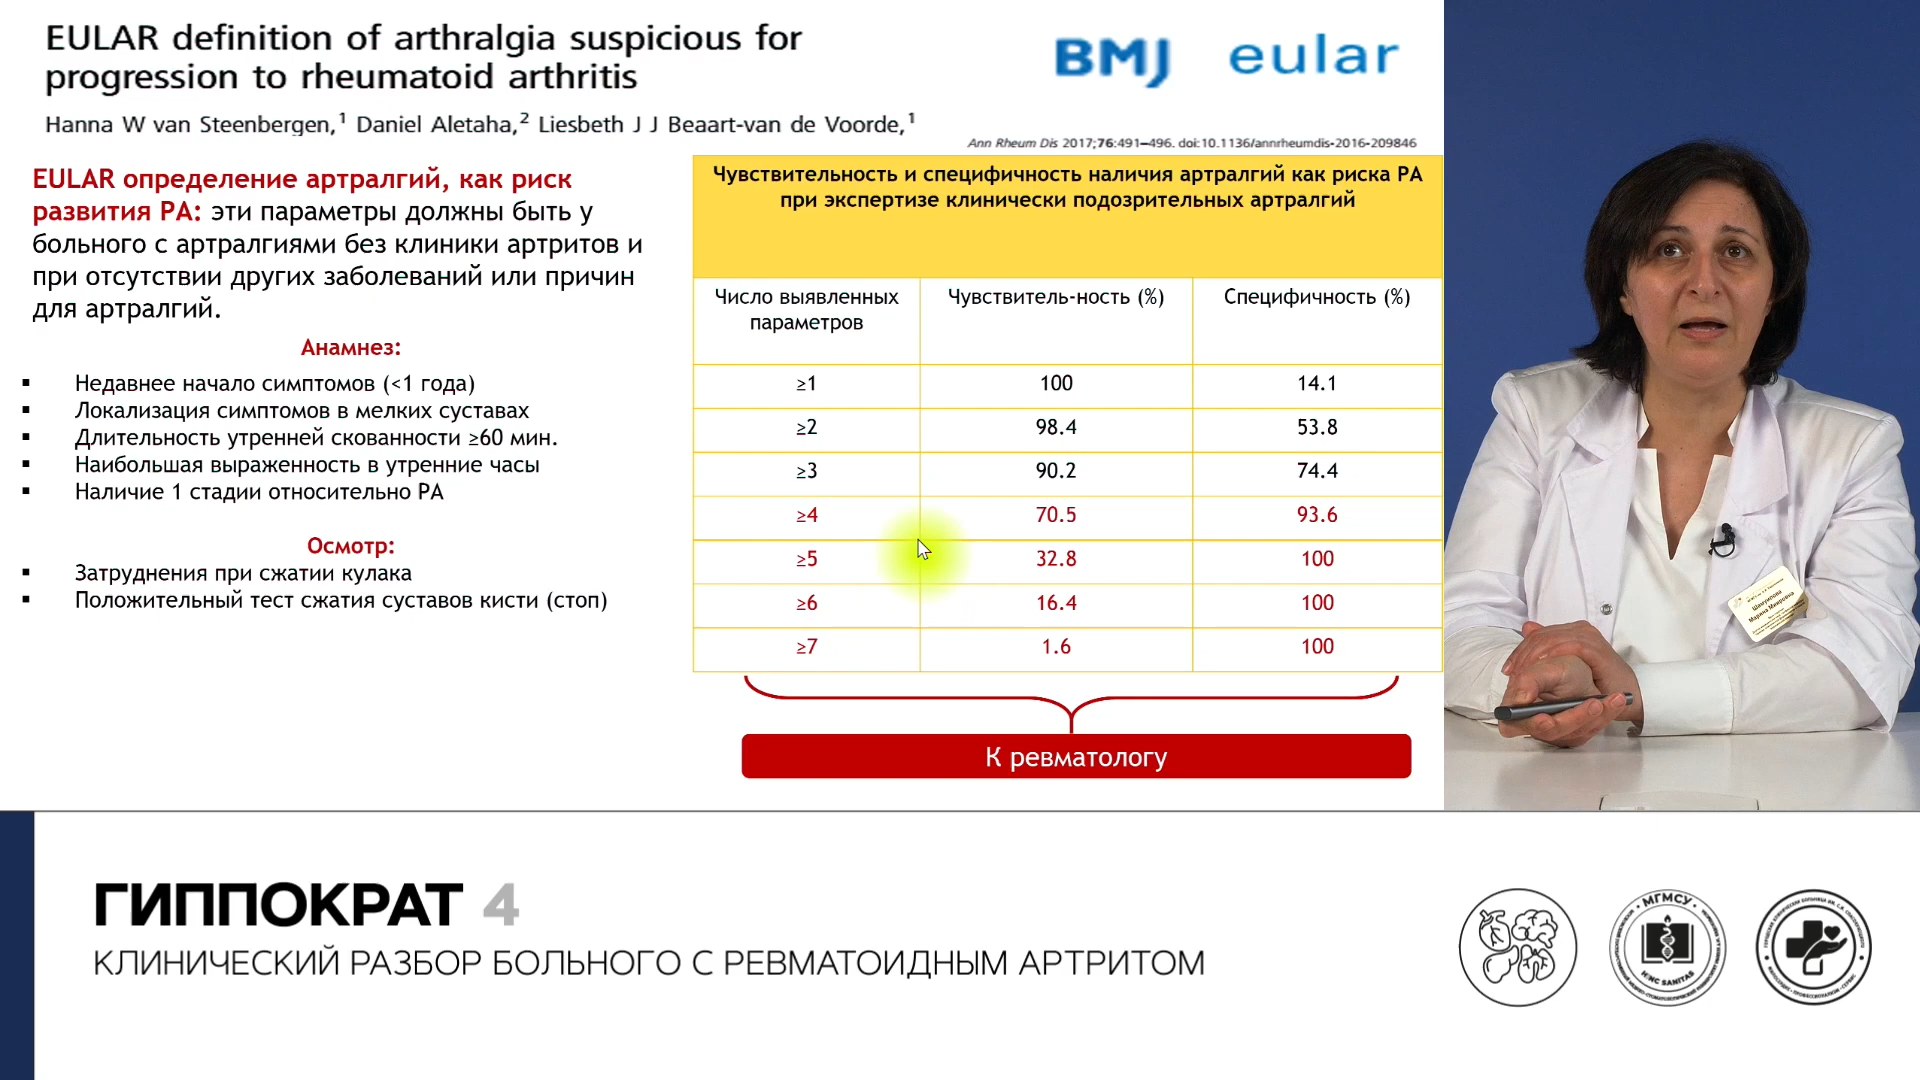 EULAR definition of arthralgia suspicious for
progression to rheumatoid arthritis
Hanna W van Steenbergen,¹ Daniel Aletaha,² Liesbeth J J Beaart-van de Voorde,¹
BMJ eular
Ann Rheum Dis 2017;76:491–496. doi:10.1136/annrheumdis-2016-209846
EULAR определение артралгий, как риск
развития РА: эти параметры должны быть у
больного с артралгиями без клиники артритов и
при отсутствии других заболеваний или причин
для артралгий.
Анамнез:
▪ Недавнее начало симптомов (<1 года)
▪ Локализация симптомов в мелких суставах
▪ Длительность утренней скованности ≥60 мин.
▪ Наибольшая выраженность в утренние часы
▪ Наличие 1 стадии относительно РА
Осмотр:
▪ Затруднения при сжатии кулака
▪ Положительный тест сжатия суставов кисти (стоп)
Чувствительность и специфичность наличия артралгий как риска РА
при экспертизе клинически подозрительных артралгий
Число выявленных
параметров
Чувствитель-ность (%)
Специфичность (%)
≥1 100 14.1
≥2 98.4 53.8
≥3 90.2 74.4
≥4 70.5 93.6
≥5 32.8 100
≥6 16.4 100
≥7 1.6 100
К ревматологу
Шамуилова
Марина Мировна
ГИППОКРАТ 4
КЛИНИЧЕСКИЙ РАЗБОР БОЛЬНОГО С РЕВМАТОИДНЫМ АРТРИТОМ
МГМСУ
HOMO SANITAS